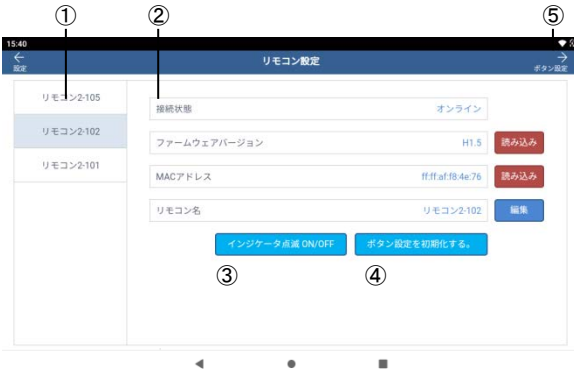 ① ② ⑤
15:40
← リモコン設定 →
設定 ボタン設定
リモコン2-105
リモコン2-102
リモコン2-101
接続状態 オンライン
ファームウェアバージョン H1.5 読み込み
MACアドレス ff:ff:af:f8:4e:76 読み込み
リモコン名 リモコン2-102 編集
インジケータ点滅 ON/OFF ボタン設定を初期化する。
③ ④